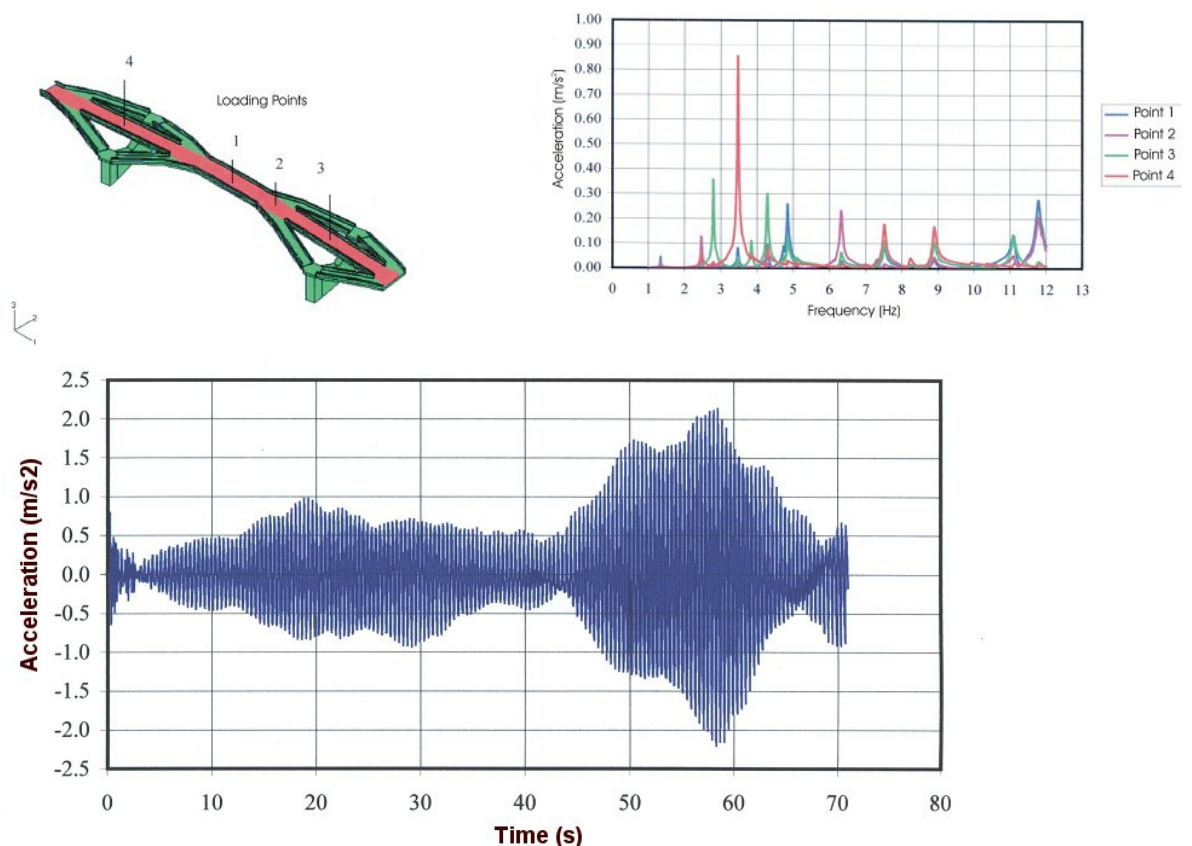 4
Loading Points
1
2
3
3
2
1
1.00
0.90
0.80
0.70
0.60
0.50
0.40
0.30
0.20
0.10
0.00
Acceleration (m/s²)
0 1 2 3 4 5 6 7 8 9 10 11 12 13
Frequency (Hz)
Point 1
Point 2
Point 3
Point 4
2.5
2.0
1.5
1.0
0.5
0.0
-0.5
-1.0
-1.5
-2.0
-2.5
Acceleration (m/s2)
0 10 20 30 40 50 60 70 80
Time (s)